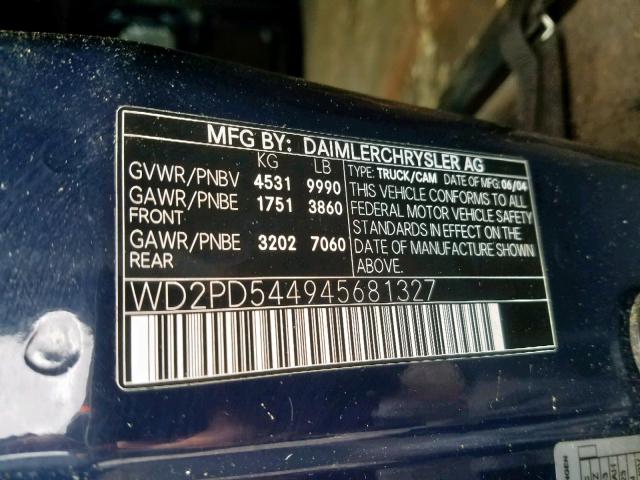 MFG BY: DAIMLERCHRYSLER AG
KG LB
GVWR/PNBV 4531 9990
GAWR/PNBE 1751 3860
FRONT
GAWR/PNBE 3202 7060
REAR
TYPE: TRUCK/CAM DATE OF MFG: 06/04
THIS VEHICLE CONFORMS TO ALL
FEDERAL MOTOR VEHICLE SAFETY
STANDARDS IN EFFECT ON THE
DATE OF MANUFACTURE SHOWN
ABOVE.
WD2PD544945681327